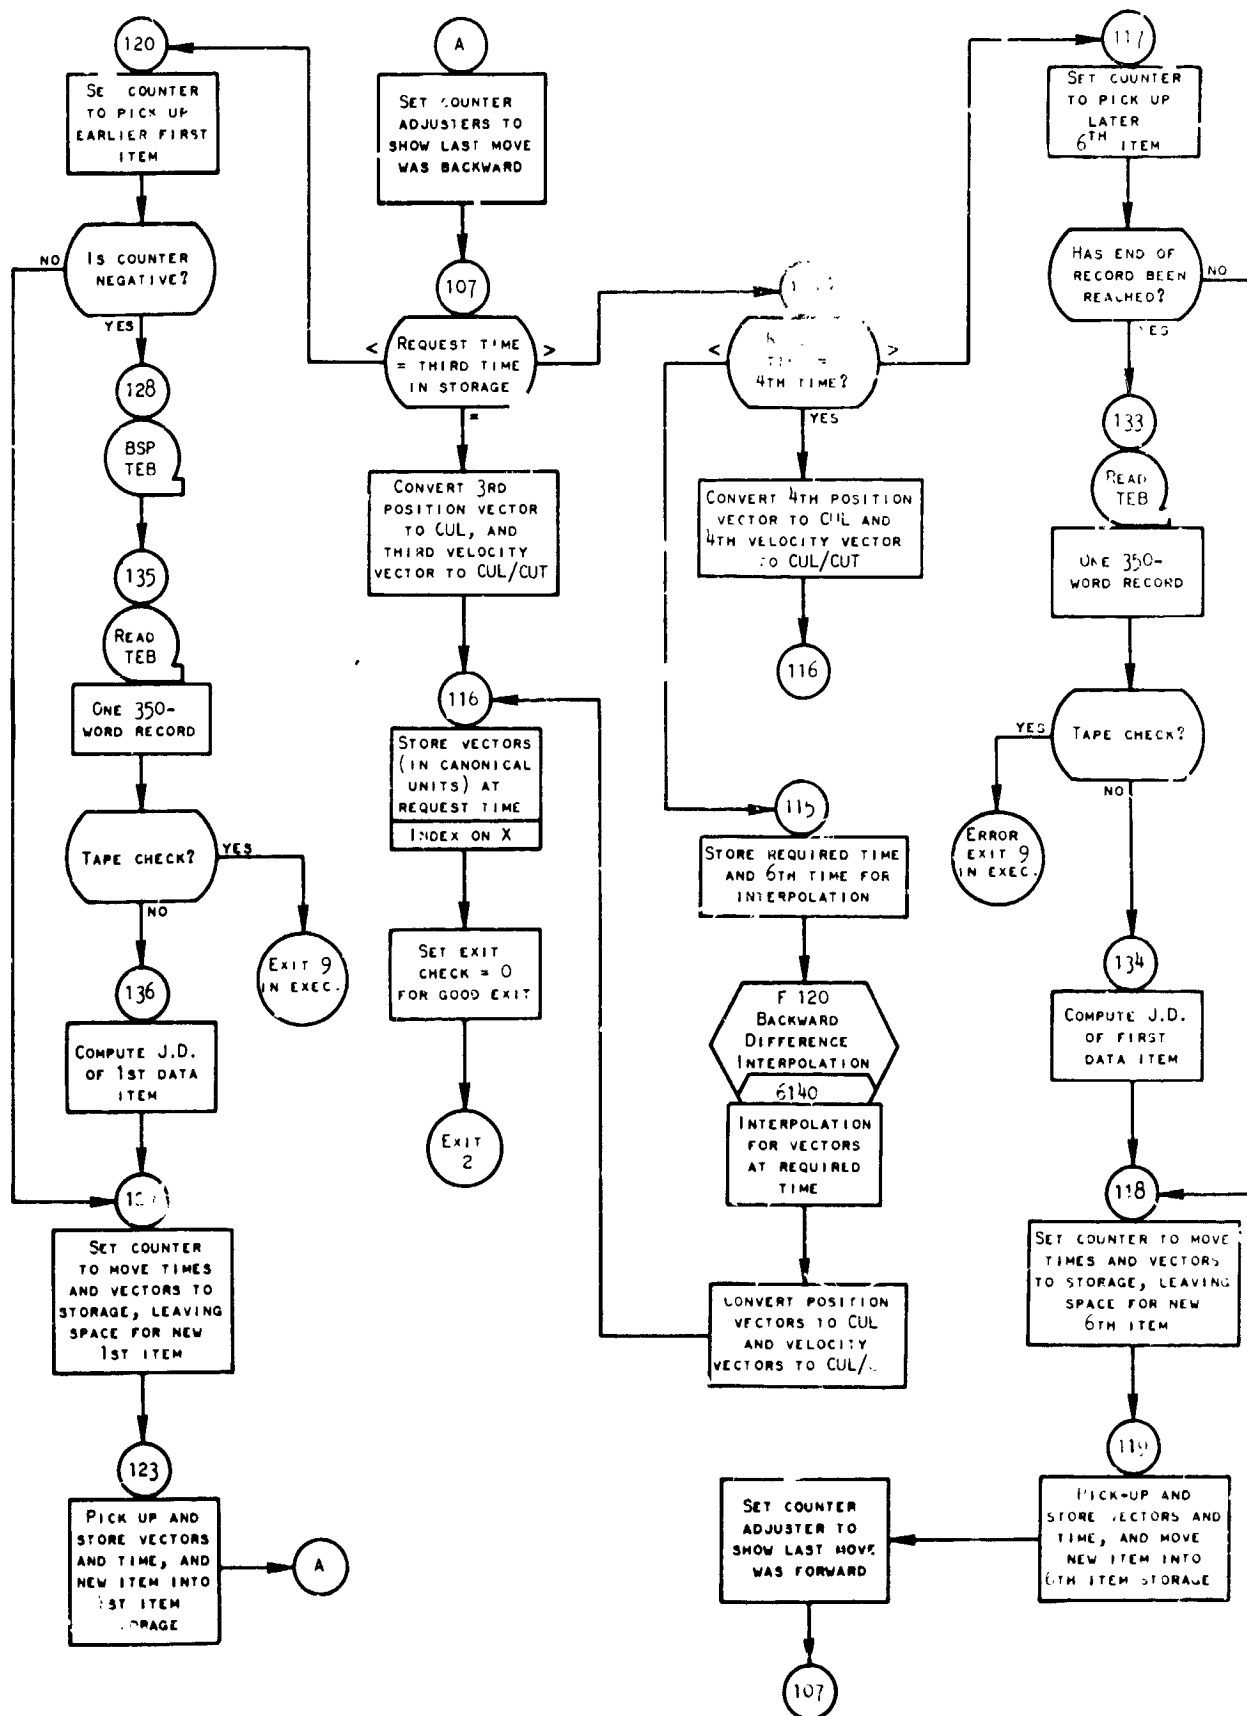 120
SE COUNTER
TO PICK UP
EARLIER FIRST
ITEM
IS COUNTER
NEGATIVE?
NO
YES
128
BSP
TEB
135
READ
TEB
ONE 350-
WORD RECORD
TAPE CHECK?
YES
NO
EXIT 9
IN EXEC.
136
COMPUTE J.D.
OF 1ST DATA
ITEM
SET COUNTER
TO MOVE TIMES
AND VECTORS TO
STORAGE, LEAVING
SPACE FOR NEW
1ST ITEM
123
PICK UP AND
STORE VECTORS
AND TIME, AND
NEW ITEM INTO
1ST ITEM
A
A
SET COUNTER
ADJUSTERS TO
SHOW LAST MOVE
WAS BACKWARD
107
< REQUEST TIME >
= THIRD TIME
IN STORAGE
=
CONVERT 3RD
POSITION VECTOR
TO CUL, AND
THIRD VELOCITY
VECTOR TO CUL/CUT
116
STORE VECTORS
(IN CANONICAL
UNITS) AT
REQUEST TIME
INDEX ON X
SET EXIT
CHECK = 0
FOR GOOD EXIT
EXIT
2
< >
4TH TIME?
YES
CONVERT 4TH POSITION
VECTOR TO CUL AND
4TH VELOCITY VECTOR
TO CUL/CUT
116
115
STORE REQUIRED TIME
AND 6TH TIME FOR
INTERPOLATION
F 120
BACKWARD
DIFFERENCE
INTERPOLATION
6140
INTERPOLATION
FOR VECTORS
AT REQUIRED
TIME
CONVERT POSITION
VECTORS TO CUL
AND VELOCITY
VECTORS TO CUL/
117
SET COUNTER
TO PICK UP
LATER
6TH ITEM
HAS END OF
RECORD BEEN
REACHED?
NO
YES
133
READ
TEB
ONE 350-
WORD RECORD
TAPE CHECK?
YES
NO
ERROR
EXIT 9
IN EXEC.
134
COMPUTE J.D.
OF FIRST
DATA ITEM
118
SET COUNTER TO MOVE
TIMES AND VECTORS
TO STORAGE, LEAVING
SPACE FOR NEW
6TH ITEM
119
PICK-UP AND
STORE VECTORS AND
TIME, AND MOVE
NEW ITEM INTO
6TH ITEM STORAGE
SET COUNTER
ADJUSTER TO
SHOW LAST MOVE
WAS FORWARD
107